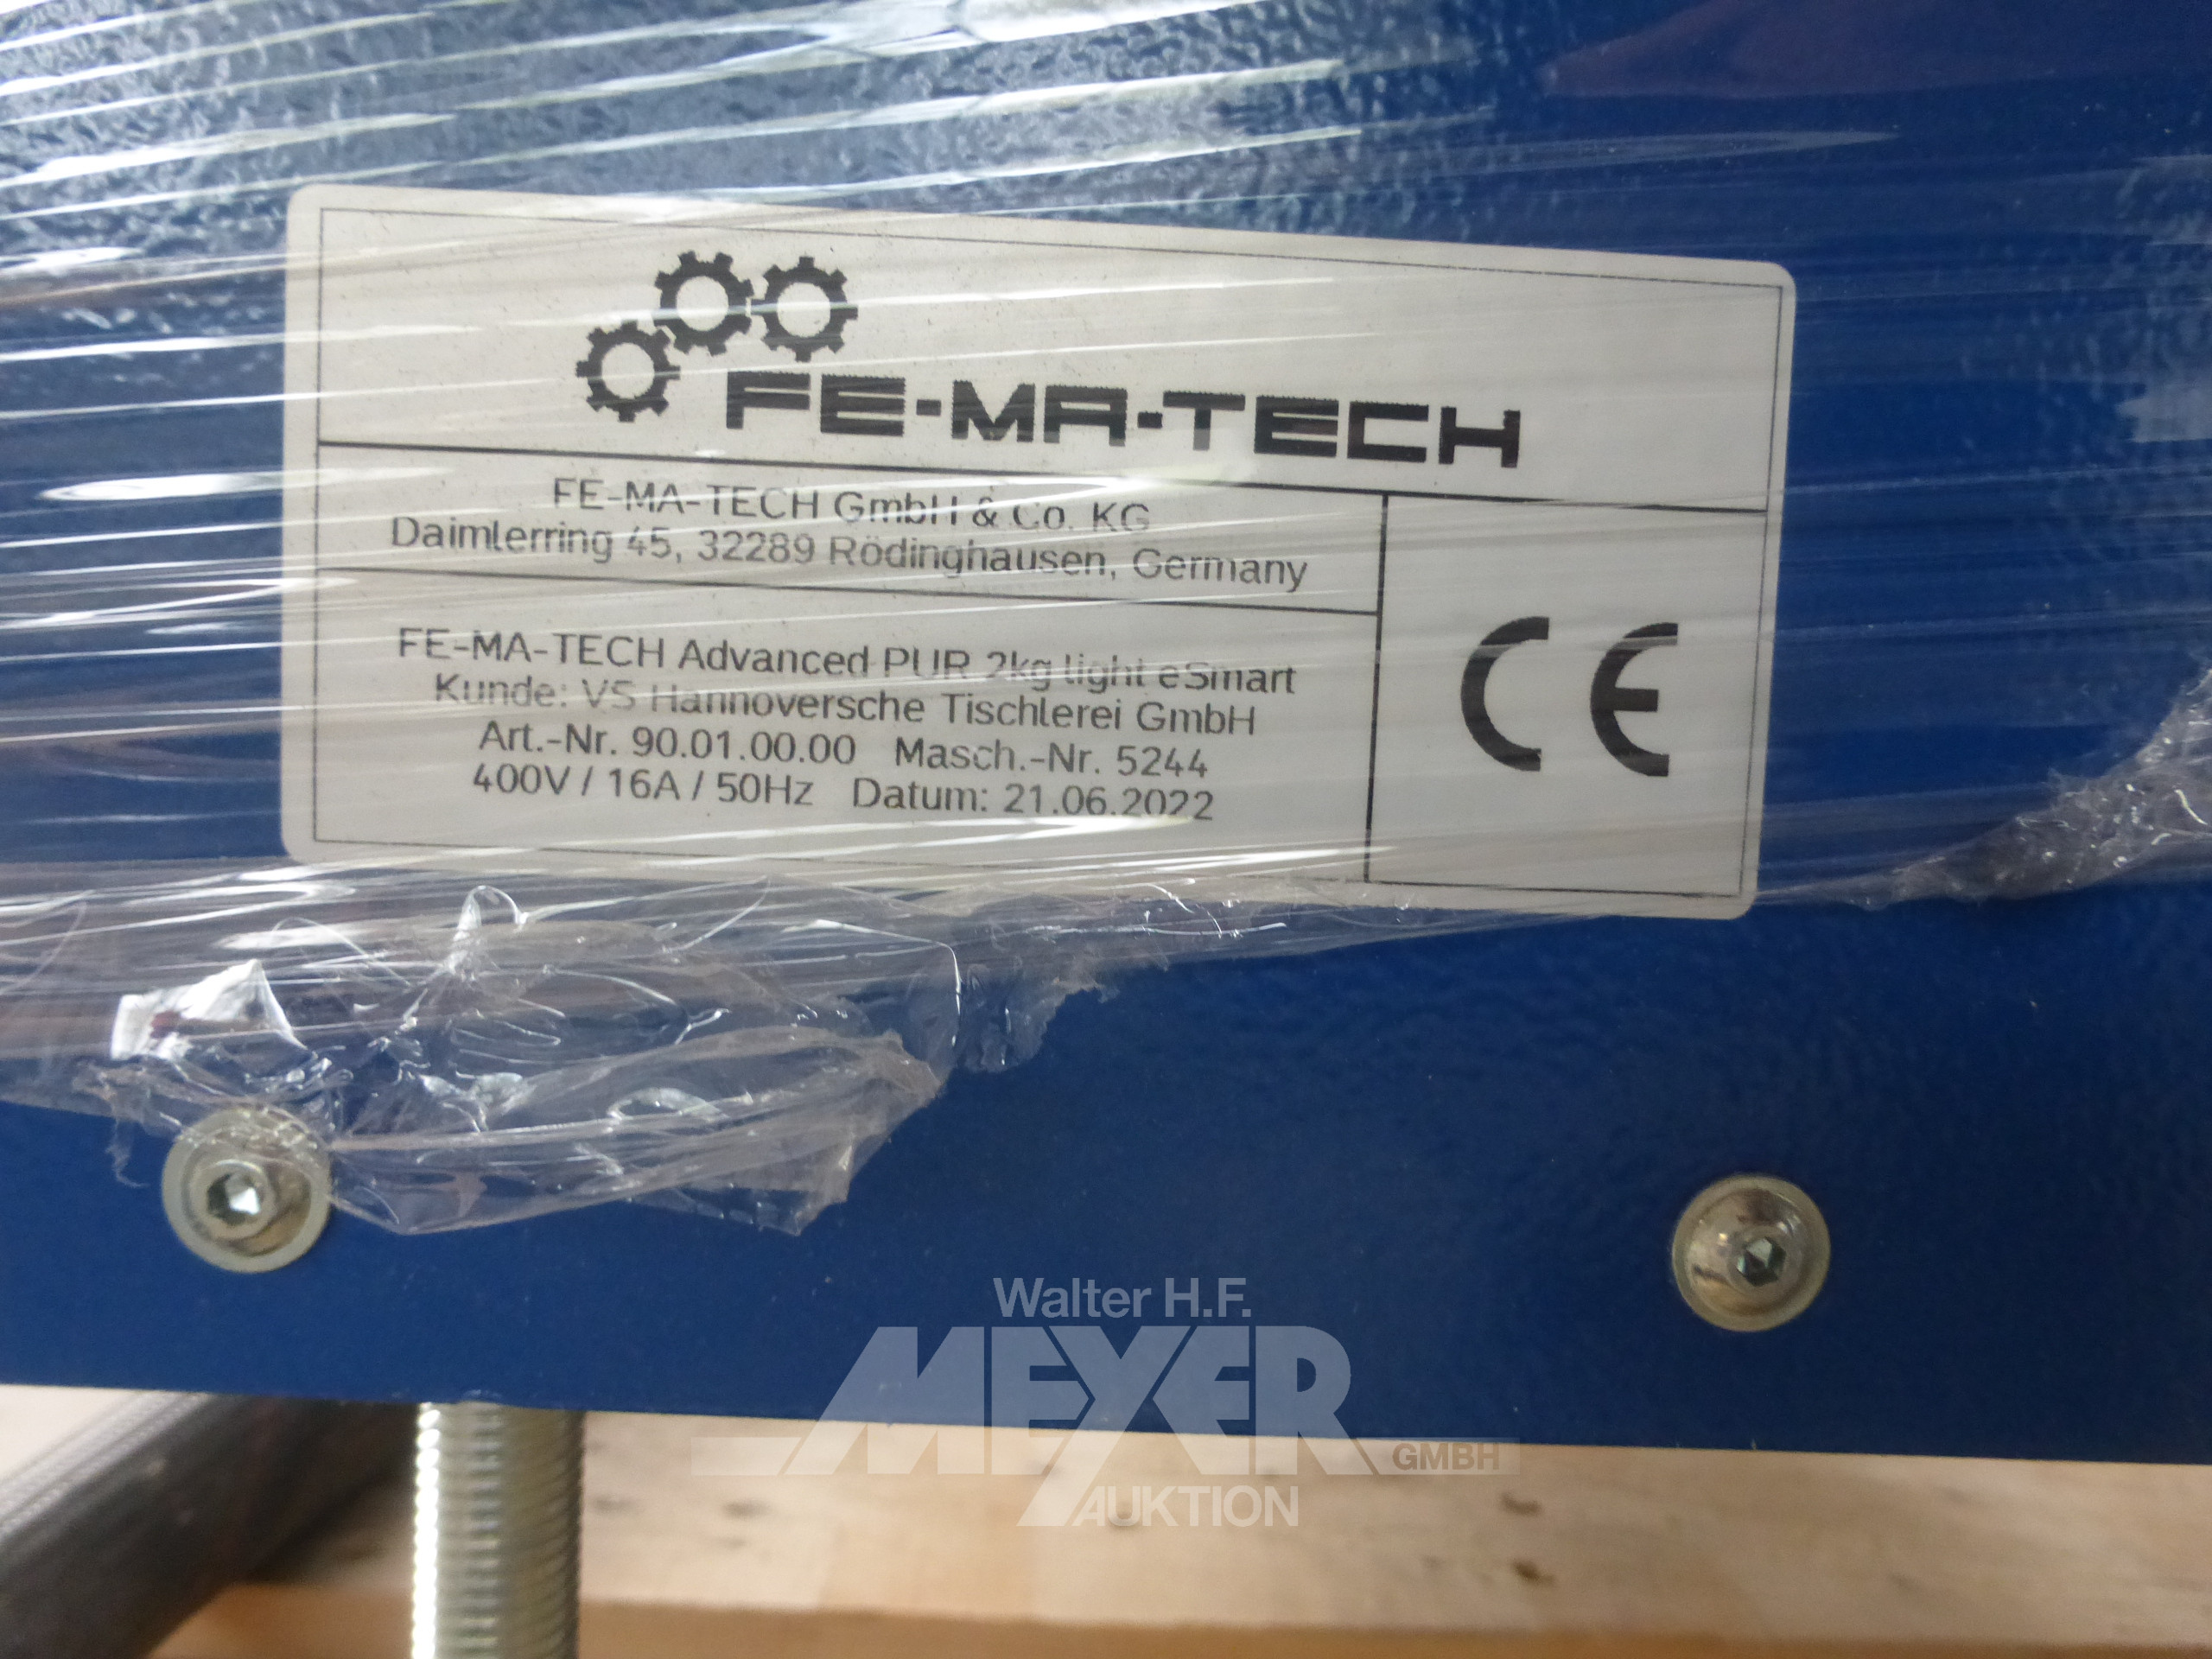 FE-MA-TECH
FE-MA-TECH GmbH & Co. KG
Daimlerring 45, 32289 Rödinghausen, Germany
FE-MA-TECH Advanced PUR 2kg light eSmart
Kunde: VS Hannoversche Tischlerei GmbH
Art.-Nr. 90.01.00.00 Masch.-Nr. 5244
400V / 16A / 50Hz Datum: 21.06.2022
CE
Walter H.F.
MEYER GMBH
AUKTION